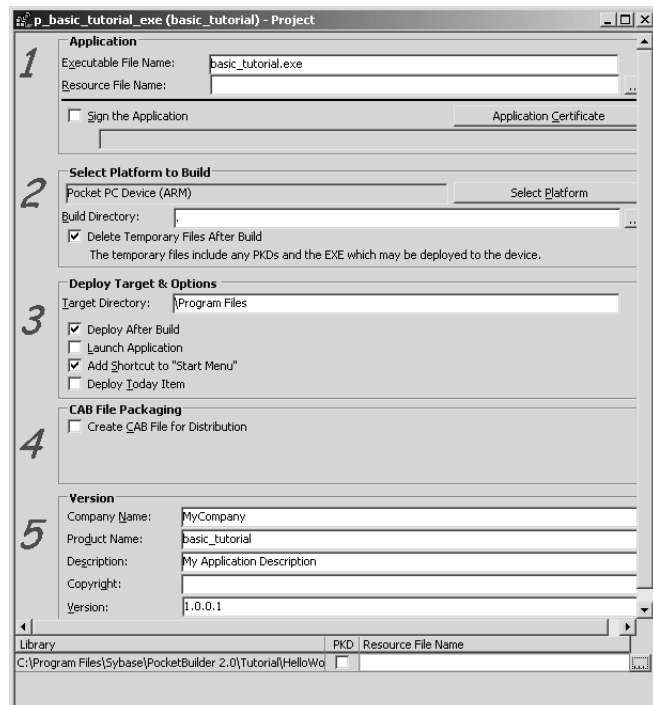 p_basic_tutorial_exe (basic_tutorial) - Project
1
Application
Executable File Name: basic_tutorial.exe
Resource File Name:
..
Sign the Application
Application Certificate
2
Select Platform to Build
Pocket PC Device (ARM)
Select Platform
Build Directory: .
..
Delete Temporary Files After Build
The temporary files include any PKDs and the EXE which may be deployed to the device.
3
Deploy Target & Options
Target Directory: \Program Files
Deploy After Build
Launch Application
Add Shortcut to "Start Menu"
Deploy Today Item
4
CAB File Packaging
Create CAB File for Distribution
5
Version
Company Name: MyCompany
Product Name: basic_tutorial
Description: My Application Description
Copyright:
Version: 1.0.0.1
Library PKD Resource File Name
C:\Program Files\Sybase\PocketBuilder 2.0\Tutorial\HelloWo
...